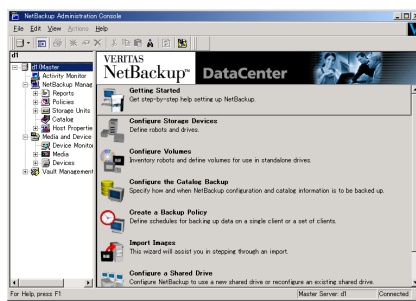 NetBackup Administration Console
File Edit View Actions Help
d1
d1(Master
Activity Monitor
NetBackup Manag
Reports
Policies
Storage Units
Catalog
Host Propertie
Media and Device
Device Monito
Media
Devices
Vault Management
VERITAS
NetBackup™ DataCenter
Getting Started
Get step-by-step help setting up NetBackup.
Configure Storage Devices
Define robots and drives.
Configure Volumes
Inventory robots and define volumes for use in standalone drives.
Configure the Catalog Backup
Specify how and when NetBackup configuration and catalog information is to be backed up.
Create a Backup Policy
Define schedules for backing up data on a single client or a set of clients.
Import Images
This wizard will assist you in stepping through an import.
Configure a Shared Drive
Configure NetBackup to use a new shared drive or reconfigure an existing shared drive.
For Help, press F1
Master Server: d1
Connected